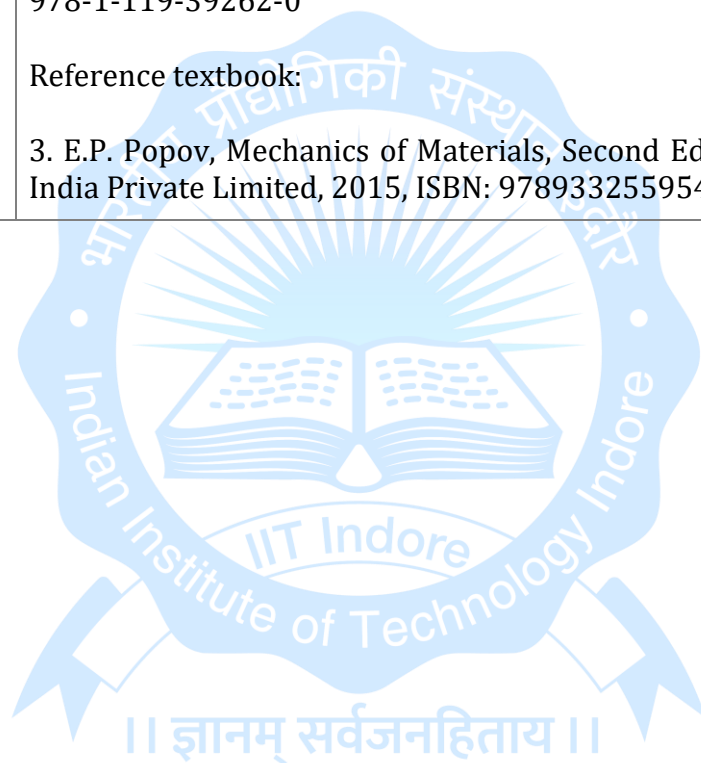 978-1-119-39262-0
Reference textbook:
3. E.P. Popov, Mechanics of Materials, Second Ed
India Private Limited, 2015, ISBN: 97893325595
भारतीय प्रौद्योगिकी संस्थान इंदौर
Indian Institute of Technology Indore
IIT Indore
।। ज्ञानम् सर्वजनहिताय ।।